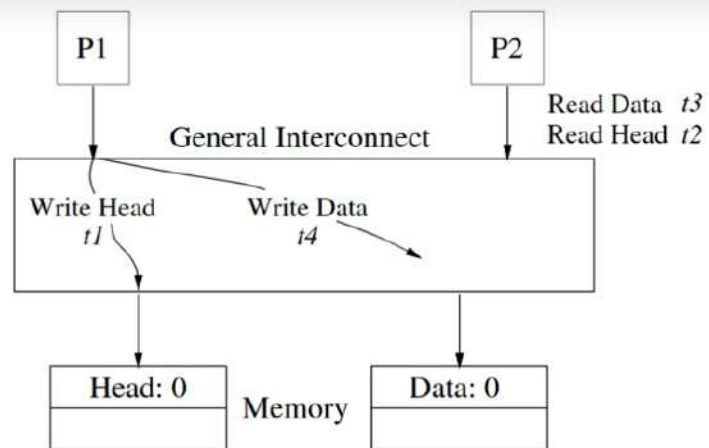 P1
P2
Read Data t3
Read Head t2
General Interconnect
Write Head
t1
Write Data
t4
Head: 0
Memory
Data: 0